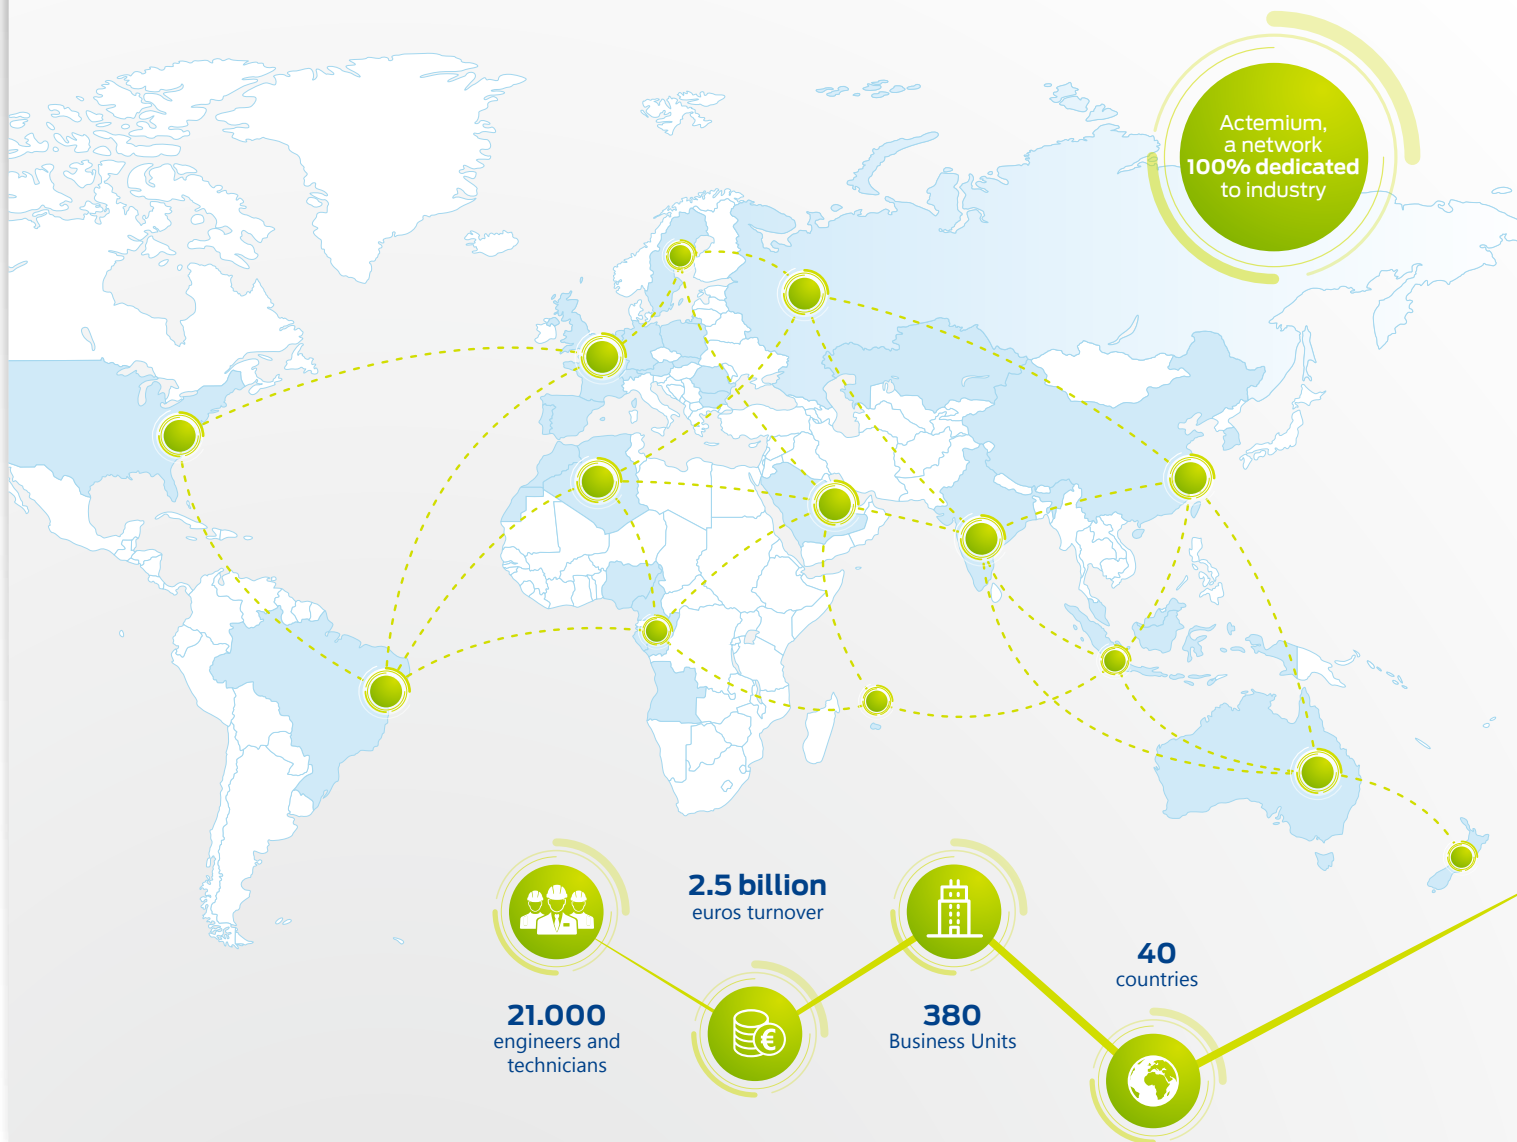 Actemium,
a network
100% dedicated
to industry
2.5 billion
euros turnover
21.000
engineers and
technicians
380
Business Units
40
countries
€